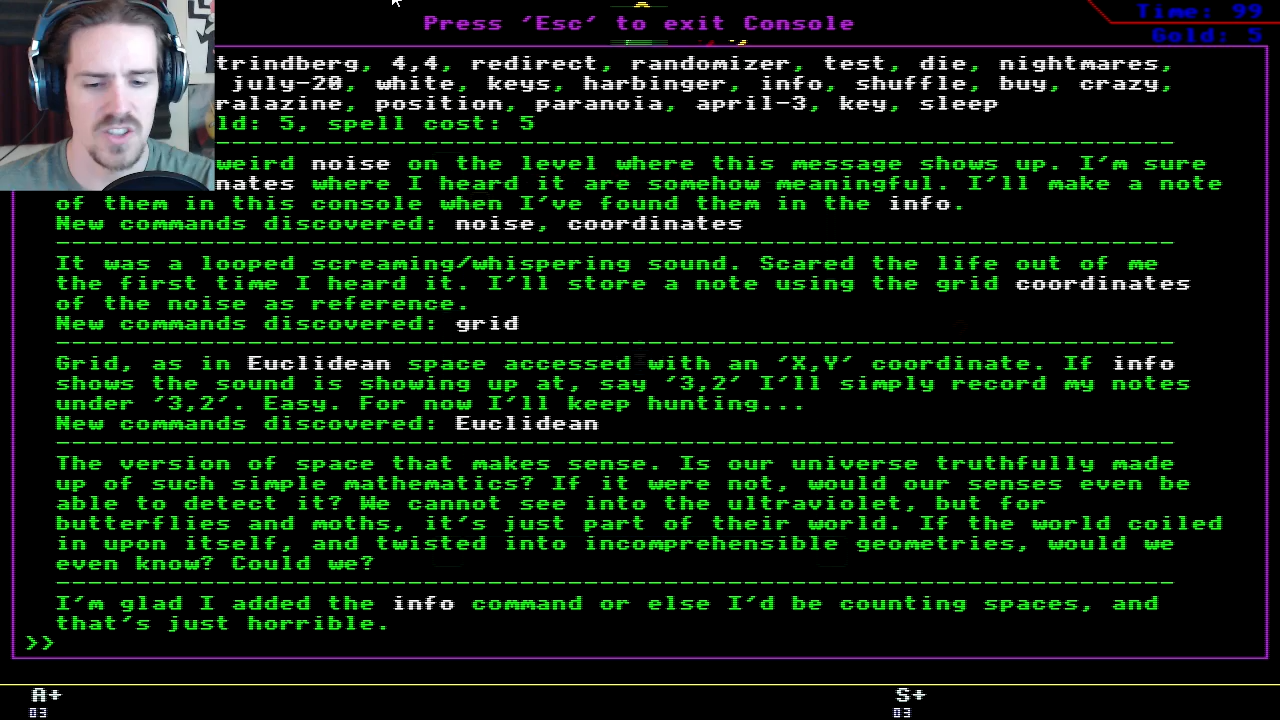 Press 'Esc' to exit Console
Time: 99
Gold: 5
trindberg, 4,4, redirect, randomizer, test, die, nightmares,
july-20, white, keys, harbinger, info, shuffle, bug, crazy,
ralazine, position, paranoia, april-3, key, sleep
ld: 5, spell cost: 5
weird noise on the level where this message shows up. I'm sure
nates where I heard it are somehow meaningful. I'll make a note
of them in this console when I've found them in the info.
New commands discovered: noise, coordinates
It was a looped screaming/whispering sound. Scared the life out of me
the first time I heard it. I'll store a note using the grid coordinates
of the noise as reference.
New commands discovered: grid
Grid, as in Euclidean space accessed with an 'X,Y' coordinate. If info
shows the sound is showing up at, say '3,2' I'll simply record my notes
under '3,2'. Easy. For now I'll keep hunting...
New commands discovered: Euclidean
The version of space that makes sense. Is our universe truthfully made
up of such simple mathematics? If it were not, would our senses even be
able to detect it? We cannot see into the ultraviolet, but for
butterflies and moths, it's just part of their world. If the world coiled
in upon itself, and twisted into incomprehensible geometries, would we
even know? Could we?
I'm glad I added the info command or else I'd be counting spaces, and
that's just horrible.
>>
A+
03
S+
03